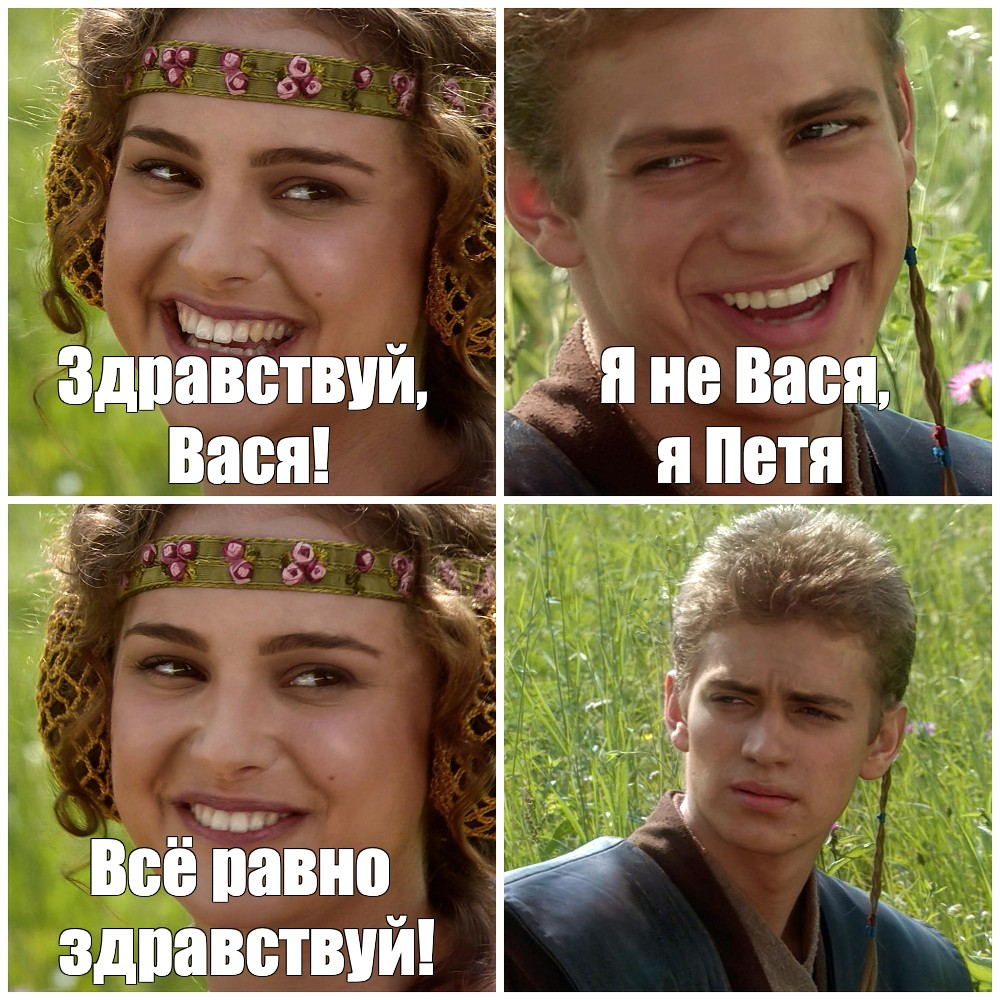 Здравствуй,
Вася!
Я не Вася,
я Петя
Всё равно
здравствуй!